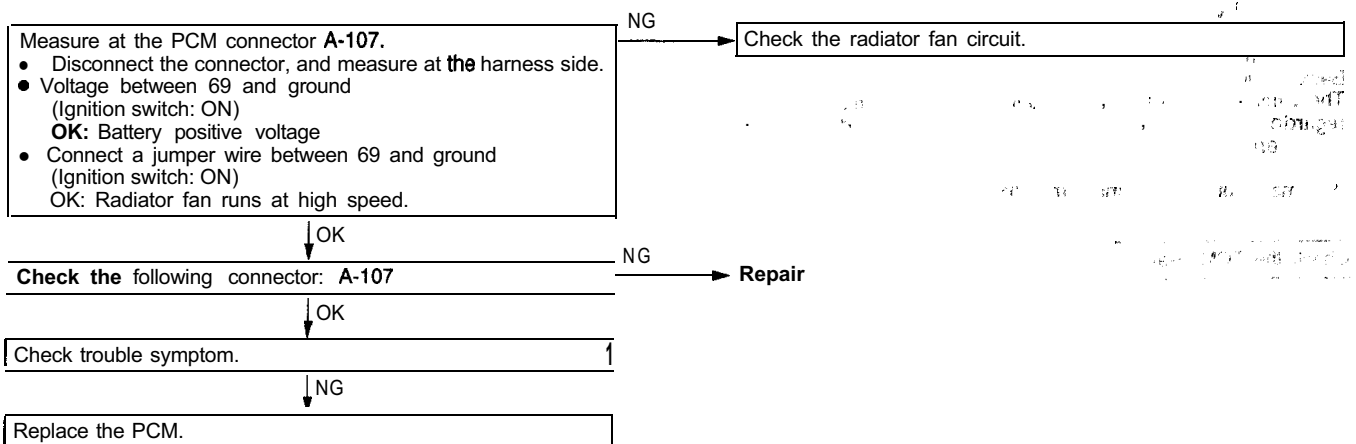 NG
Measure at the PCM connector A-107.
● Disconnect the connector, and measure at the harness side.
● Voltage between 69 and ground
(Ignition switch: ON)
OK: Battery positive voltage
● Connect a jumper wire between 69 and ground
(Ignition switch: ON)
OK: Radiator fan runs at high speed.
Check the radiator fan circuit.
OK
NG
Check the following connector: A-107
Repair
OK
Check trouble symptom.
NG
Replace the PCM.